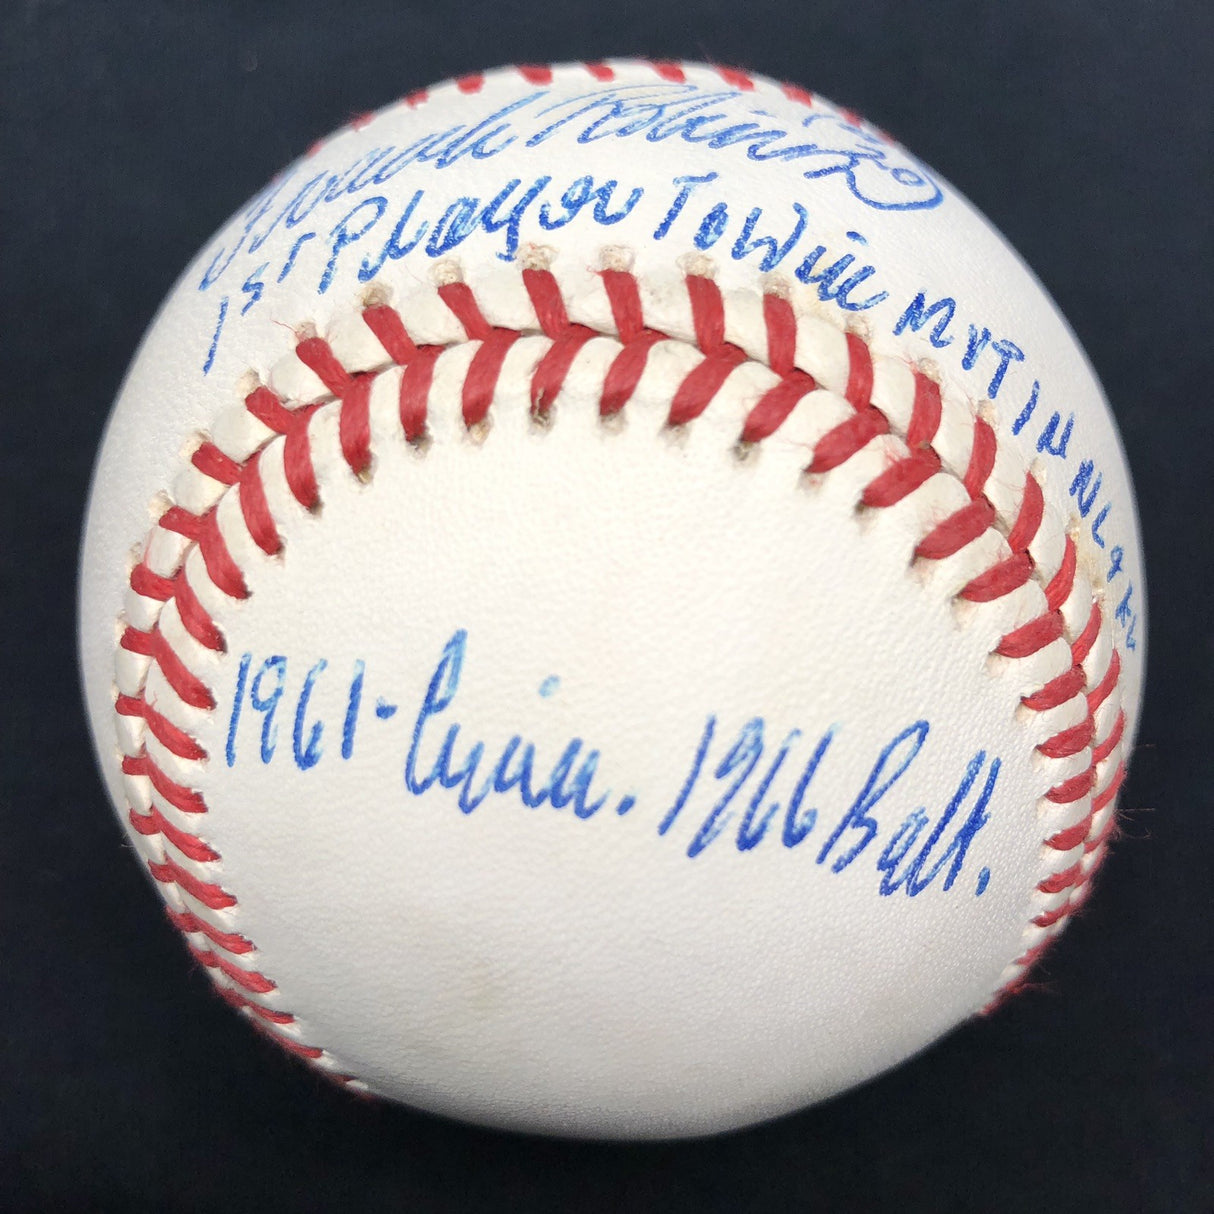 Frank Robinson
1ST Player To Win MVP IN NL & AL
1961-Cinn. 1966 Balt.